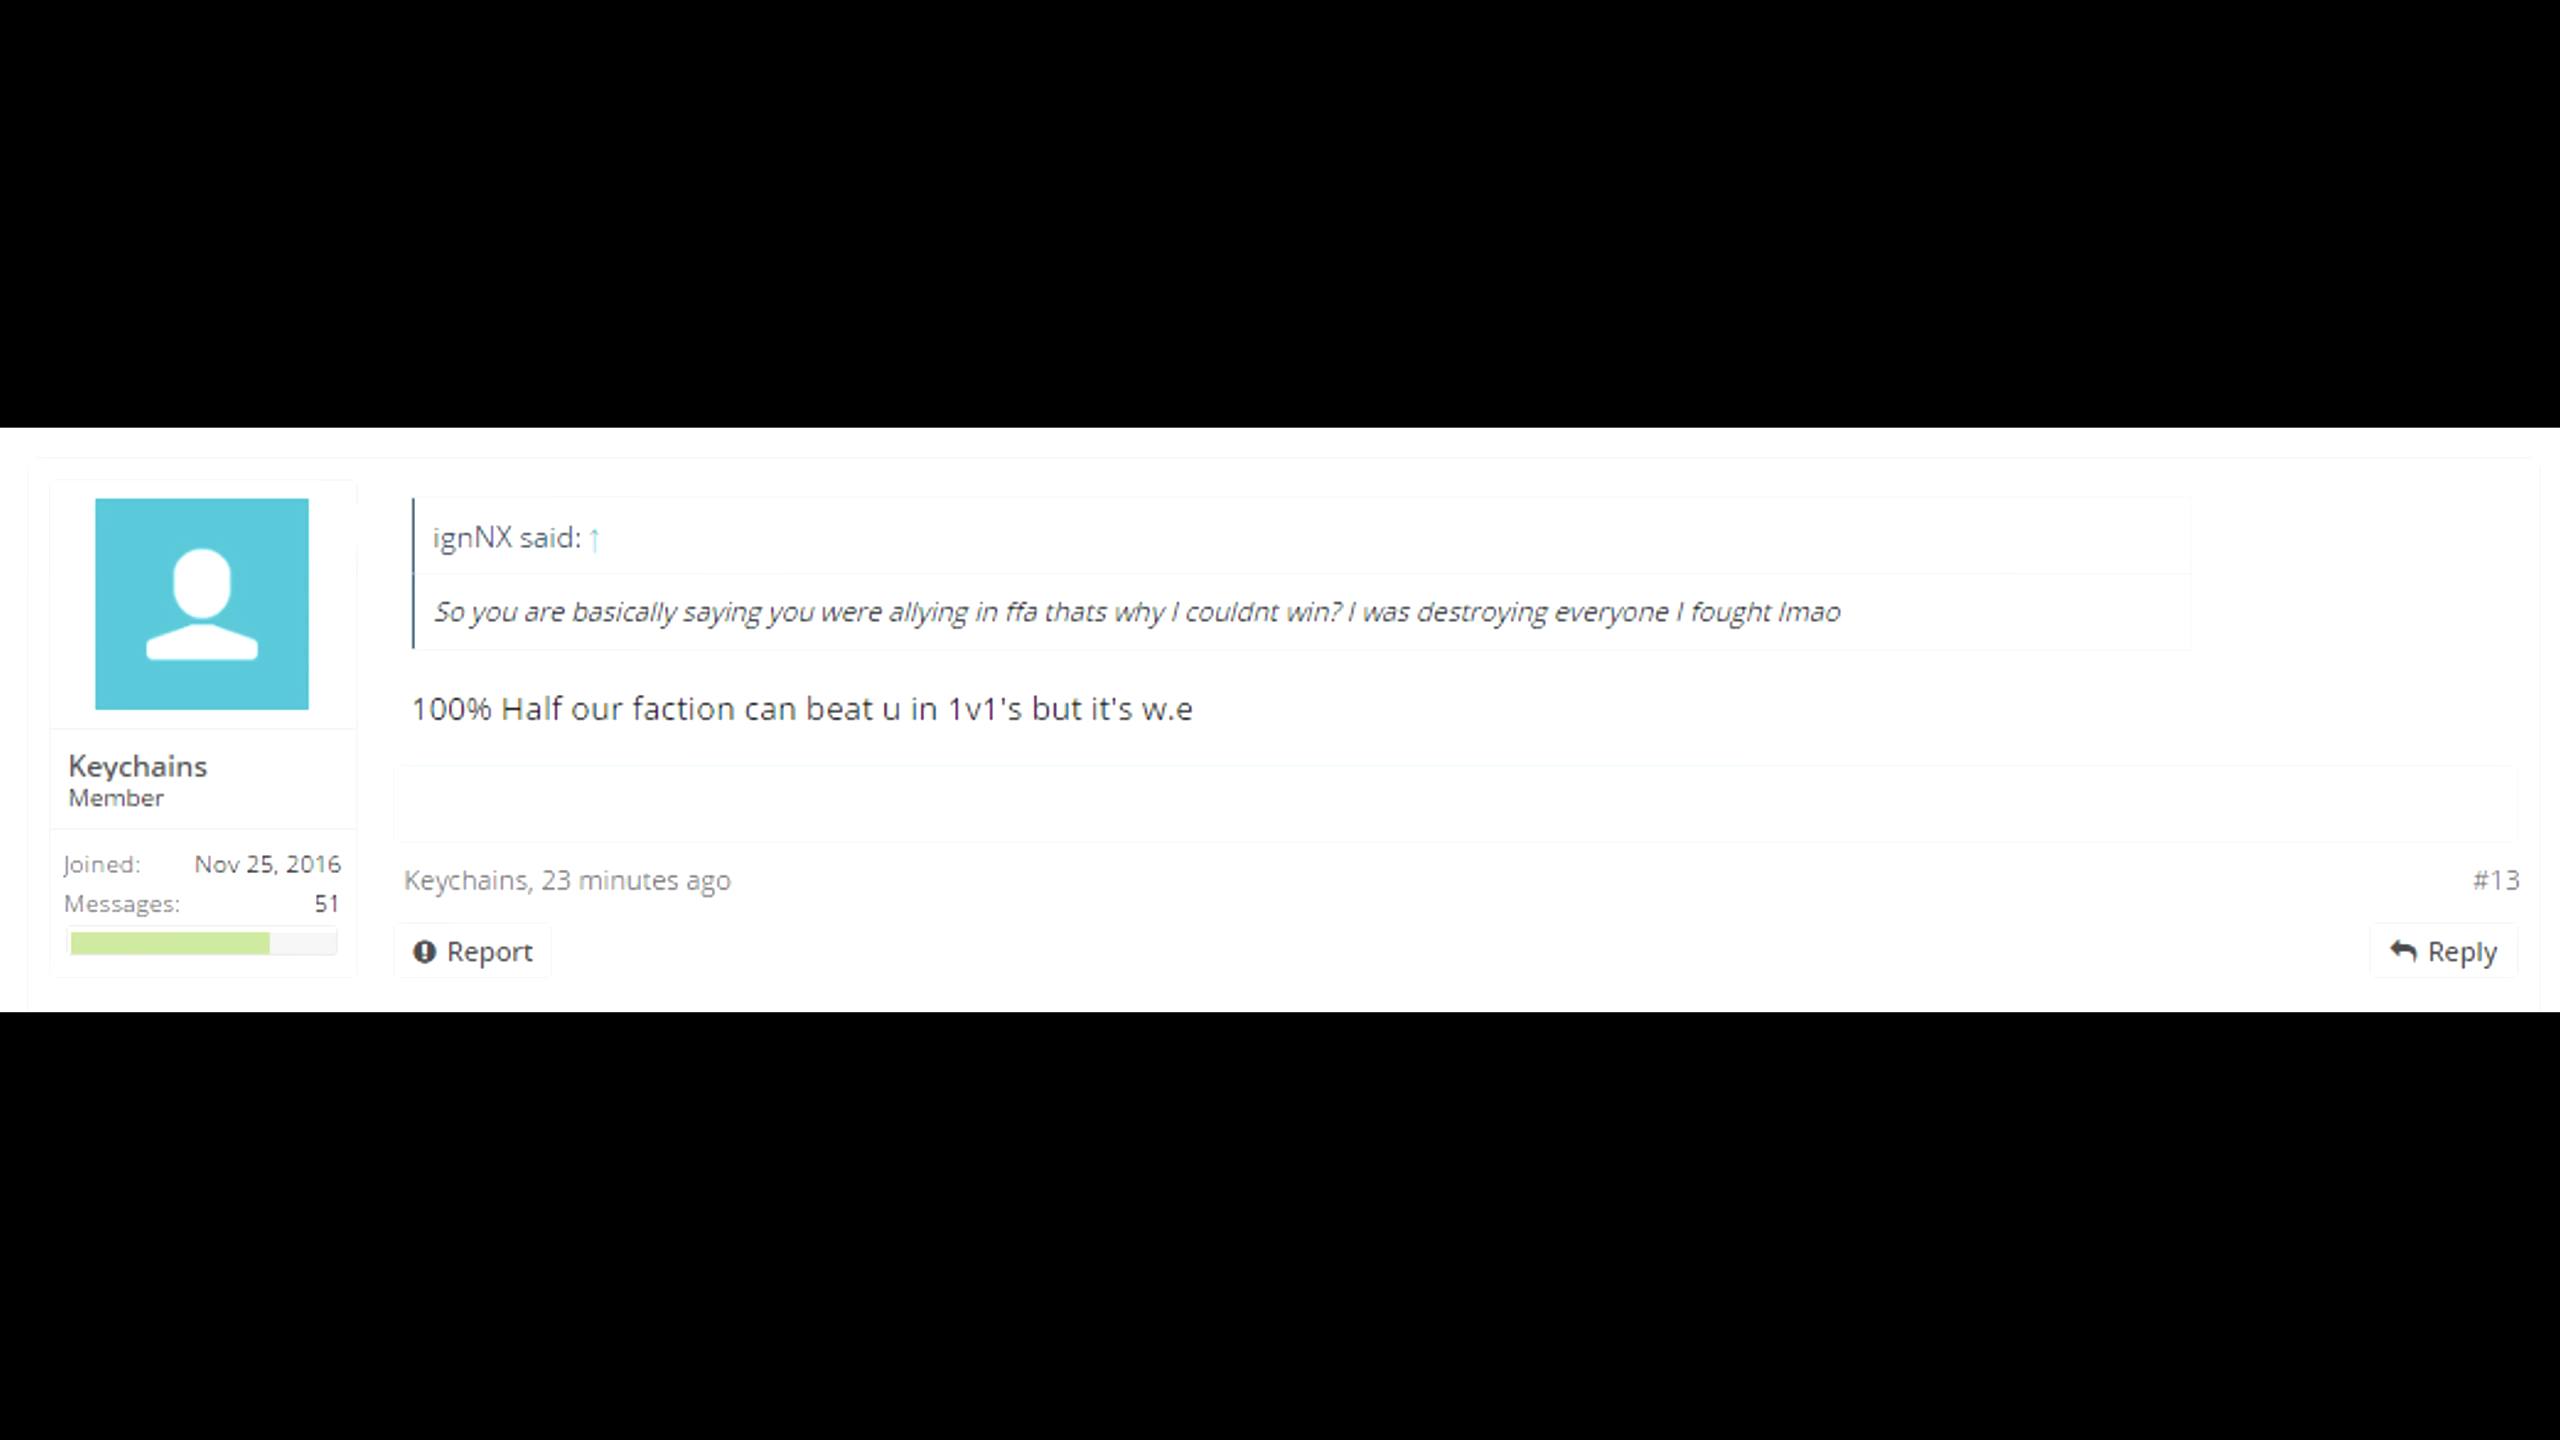 ignNX said: ↑
So you are basically saying you were allying in ffa thats why I couldnt win? I was destroying everyone I fought lmao
100% Half our faction can beat u in 1v1's but it's w.e
Keychains
Member
Joined: Nov 25, 2016
Messages: 51
Keychains, 23 minutes ago #13
Report Reply